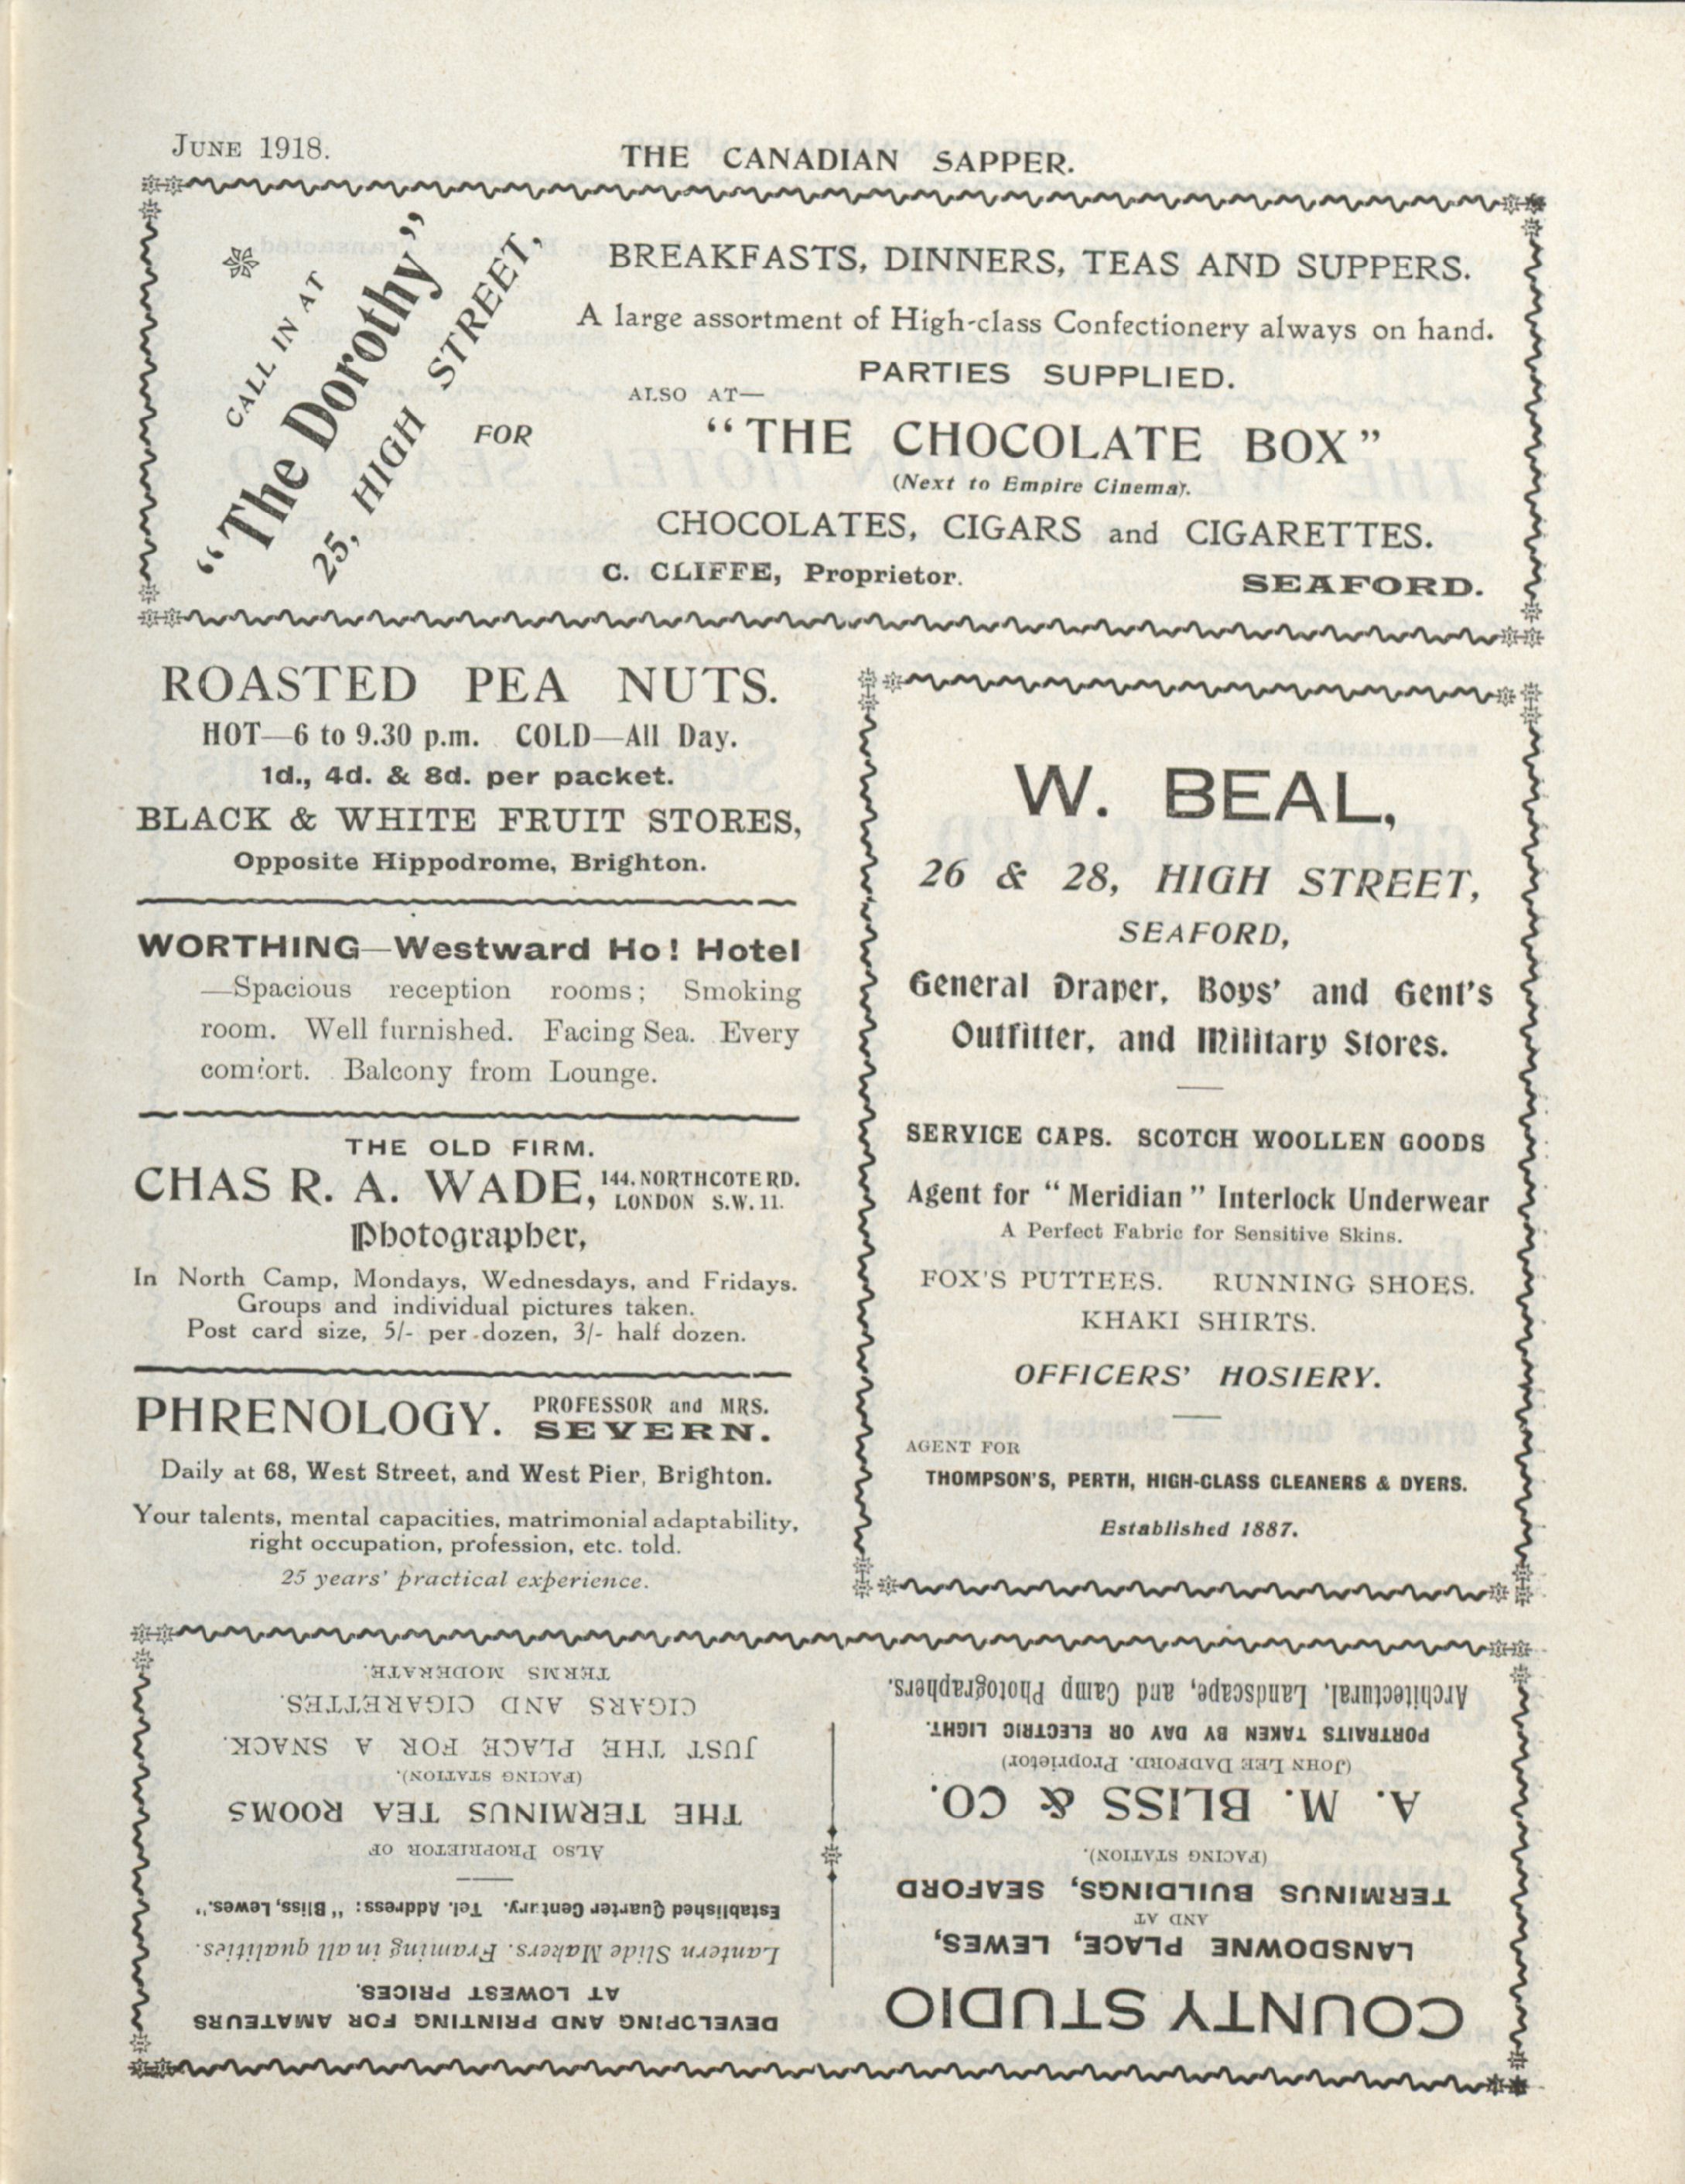 JUNE 1918.
THE CANADIAN SAPPER.
CALL IN AT
"The Dorothy"
25, HIGH STREET,
FOR
BREAKFASTS, DINNERS, TEAS AND SUPPERS.
A large assortment of High-class Confectionery always on hand.
PARTIES SUPPLIED.
ALSO AT—
"THE CHOCOLATE BOX"
(Next to Empire Cinema).
CHOCOLATES, CIGARS and CIGARETTES.
C. CLIFFE, Proprietor.
SEAFORD.
ROASTED PEA NUTS.
HOT—6 to 9.30 p.m. COLD—All Day.
1d., 4d. & 8d. per packet.
BLACK & WHITE FRUIT STORES,
Opposite Hippodrome, Brighton.
WORTHING—Westward Ho! Hotel
—Spacious reception rooms; Smoking
room. Well furnished. Facing Sea. Every
comfort. Balcony from Lounge.
THE OLD FIRM.
CHAS R. A. WADE, 144, NORTHCOTE RD.
LONDON S.W. 11.
Photographer,
In North Camp, Mondays, Wednesdays, and Fridays.
Groups and individual pictures taken.
Post card size, 5/- per dozen, 3/- half dozen.
PHRENOLOGY. PROFESSOR and MRS.
SEVERN.
Daily at 68, West Street, and West Pier, Brighton.
Your talents, mental capacities, matrimonial adaptability,
right occupation, profession, etc. told.
25 years' practical experience.
W. BEAL,
26 & 28, HIGH STREET,
SEAFORD,
General Draper, Boys' and Gent's
Outfitter, and Military Stores.
SERVICE CAPS. SCOTCH WOOLLEN GOODS
Agent for "Meridian" Interlock Underwear
A Perfect Fabric for Sensitive Skins.
FOX'S PUTTEES. RUNNING SHOES.
KHAKI SHIRTS.
OFFICERS' HOSIERY.
AGENT FOR
THOMPSON'S, PERTH, HIGH-CLASS CLEANERS & DYERS.
Established 1887.
COUNTY STUDIO
LANSDOWNE PLACE, LEWES,
AND AT
TERMINUS BUILDINGS, SEAFORD
(FACING STATION).
A. M. BLISS & CO.
(JOHN LEE DADFORD, Proprietor)
PORTRAITS TAKEN BY DAY OR ELECTRIC LIGHT.
Architectural, Landscape, and Camp Photographers.
DEVELOPING AND PRINTING FOR AMATEURS
AT LOWEST PRICES.
Lantern Slide Makers. Framing in all qualities.
Established Quarter Century. Tel. Address: "Bliss, Lewes."
ALSO PROPRIETOR OF
THE TERMINUS TEA ROOMS
(FACING STATION).
JUST THE PLACE FOR A SNACK.
CIGARS AND CIGARETTES.
TERMS MODERATE.